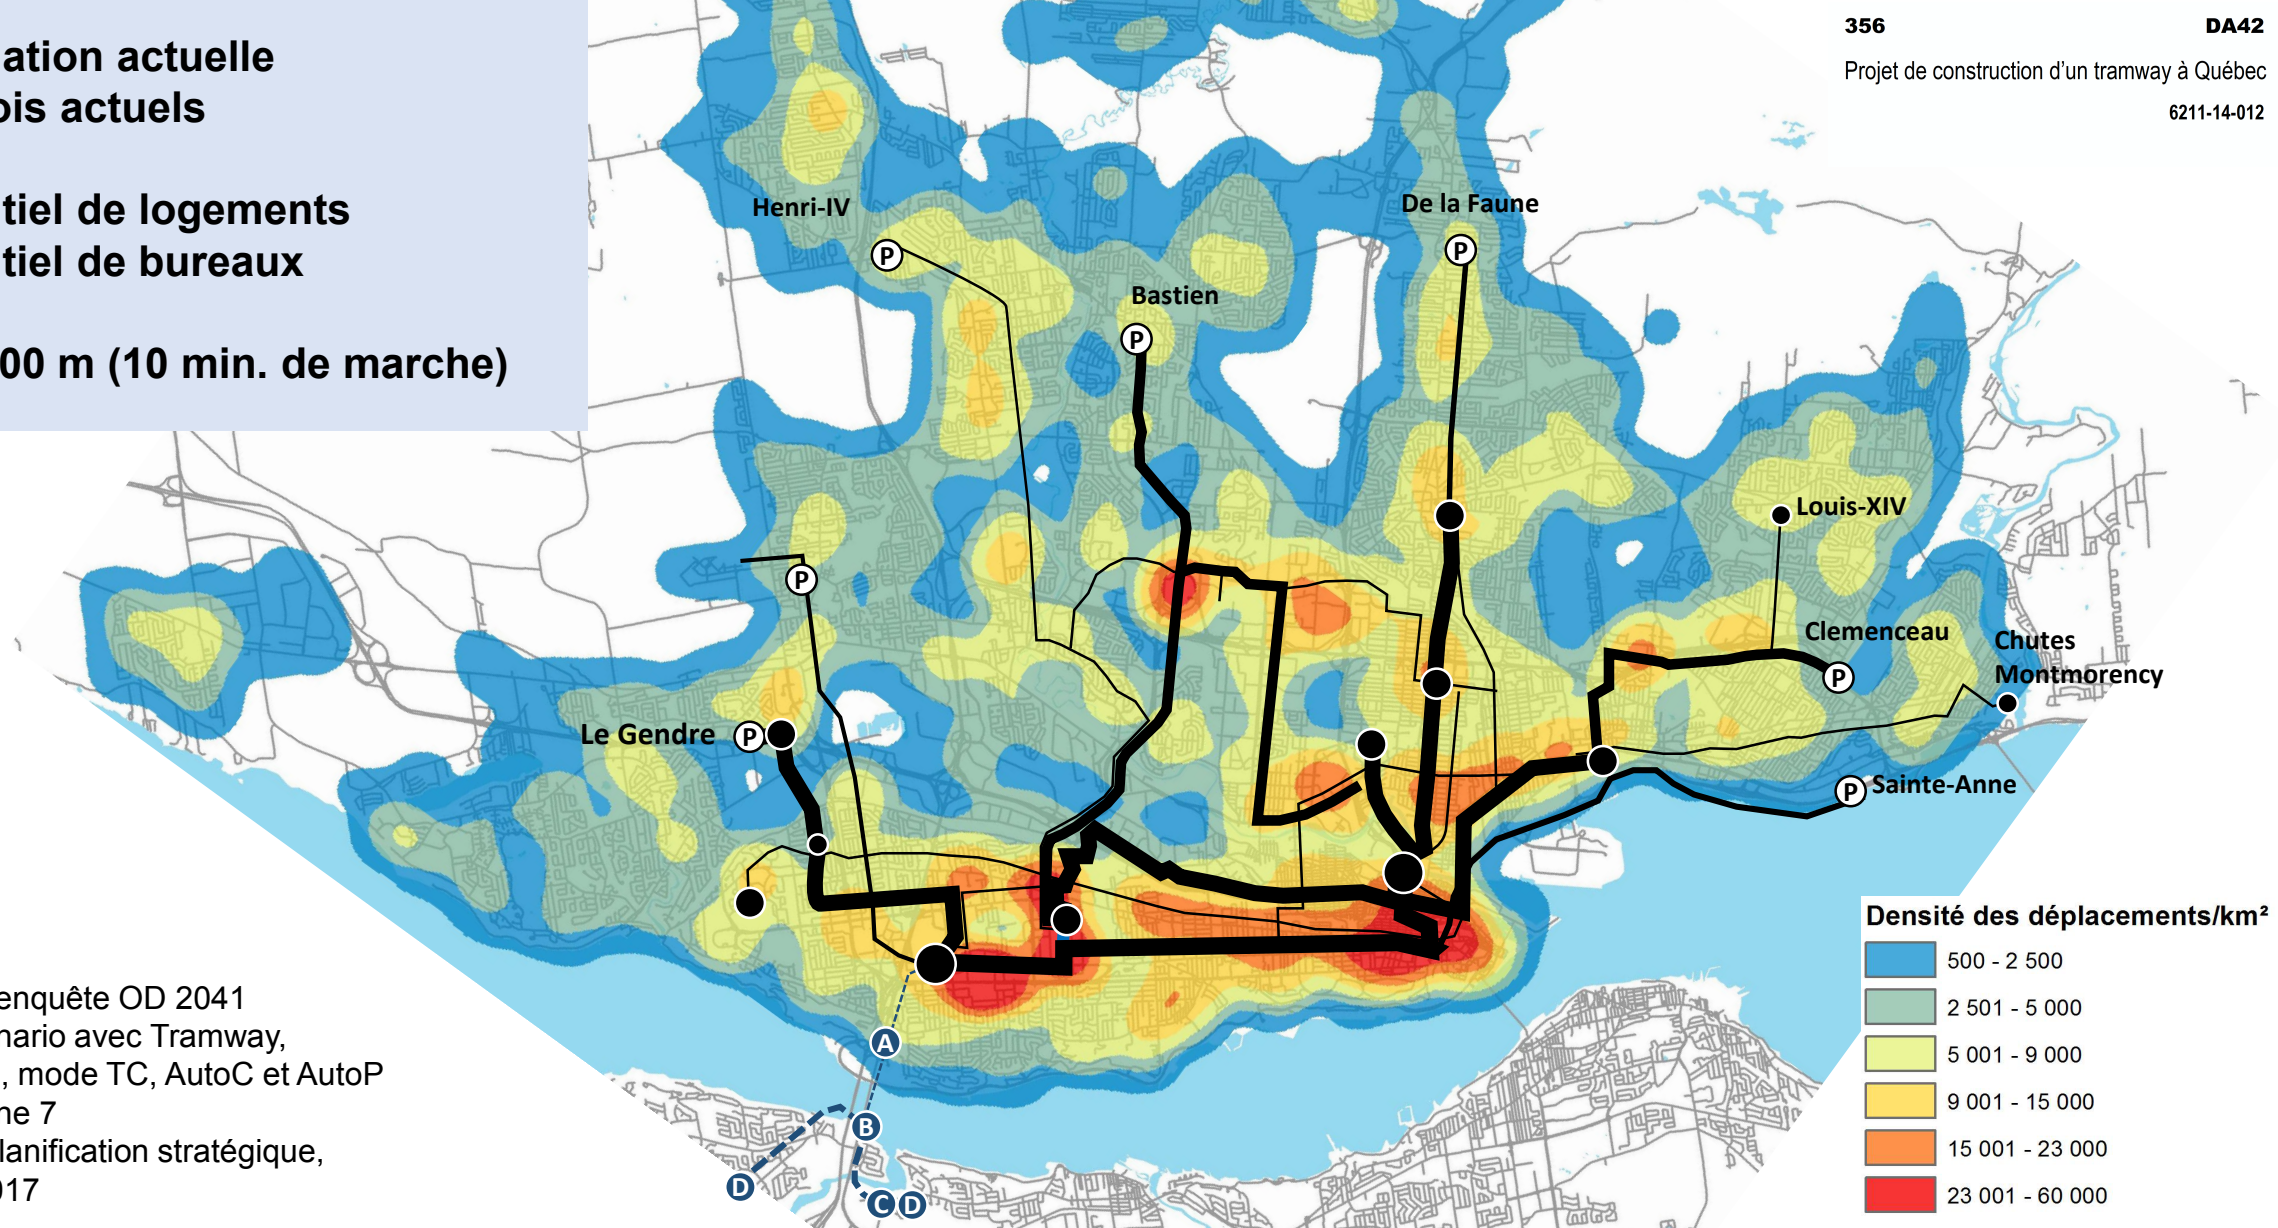 ation actuelle
ois actuels
tiel de logements
tiel de bureaux
00 m (10 min. de marche)
356 DA42
Projet de construction d'un tramway à Québec
6211-14-012
Henri-IV
De la Faune
P
P
Bastien
P
Louis-XIV
P
Clemenceau
P
Chutes
Montmorency
Le Gendre P
P Sainte-Anne
Densité des déplacements/km²
500 - 2 500
2 501 - 5 000
5 001 - 9 000
9 001 - 15 000
15 001 - 23 000
23 001 - 60 000
enquête OD 2041
nario avec Tramway,
, mode TC, AutoC et AutoP
ne 7
lanification stratégique,
017
A
B
D
C D